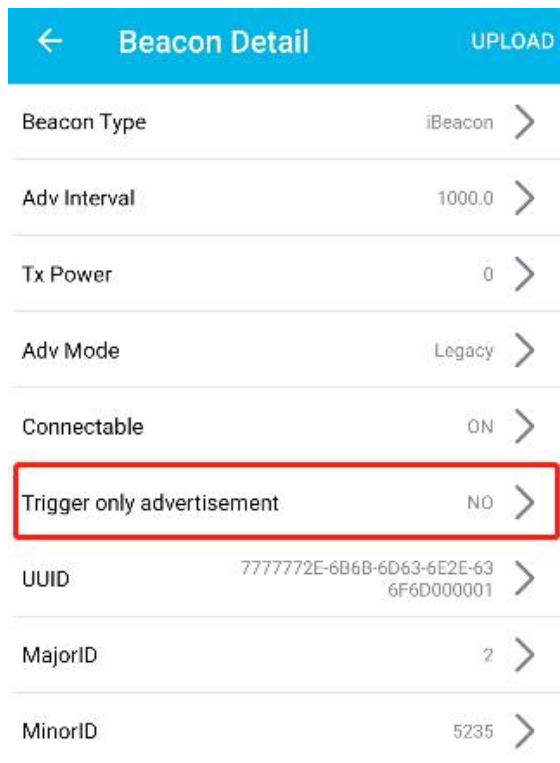 Beacon Detail UPLOAD
Beacon Type iBeacon
Adv Interval 1000.0
Tx Power 0
Adv Mode Legacy
Connectable ON
Trigger only advertisement NO
UUID 7777772E-6B6B-6D63-6E2E-63
6F6D000001
MajorID 2
MinorID 5235